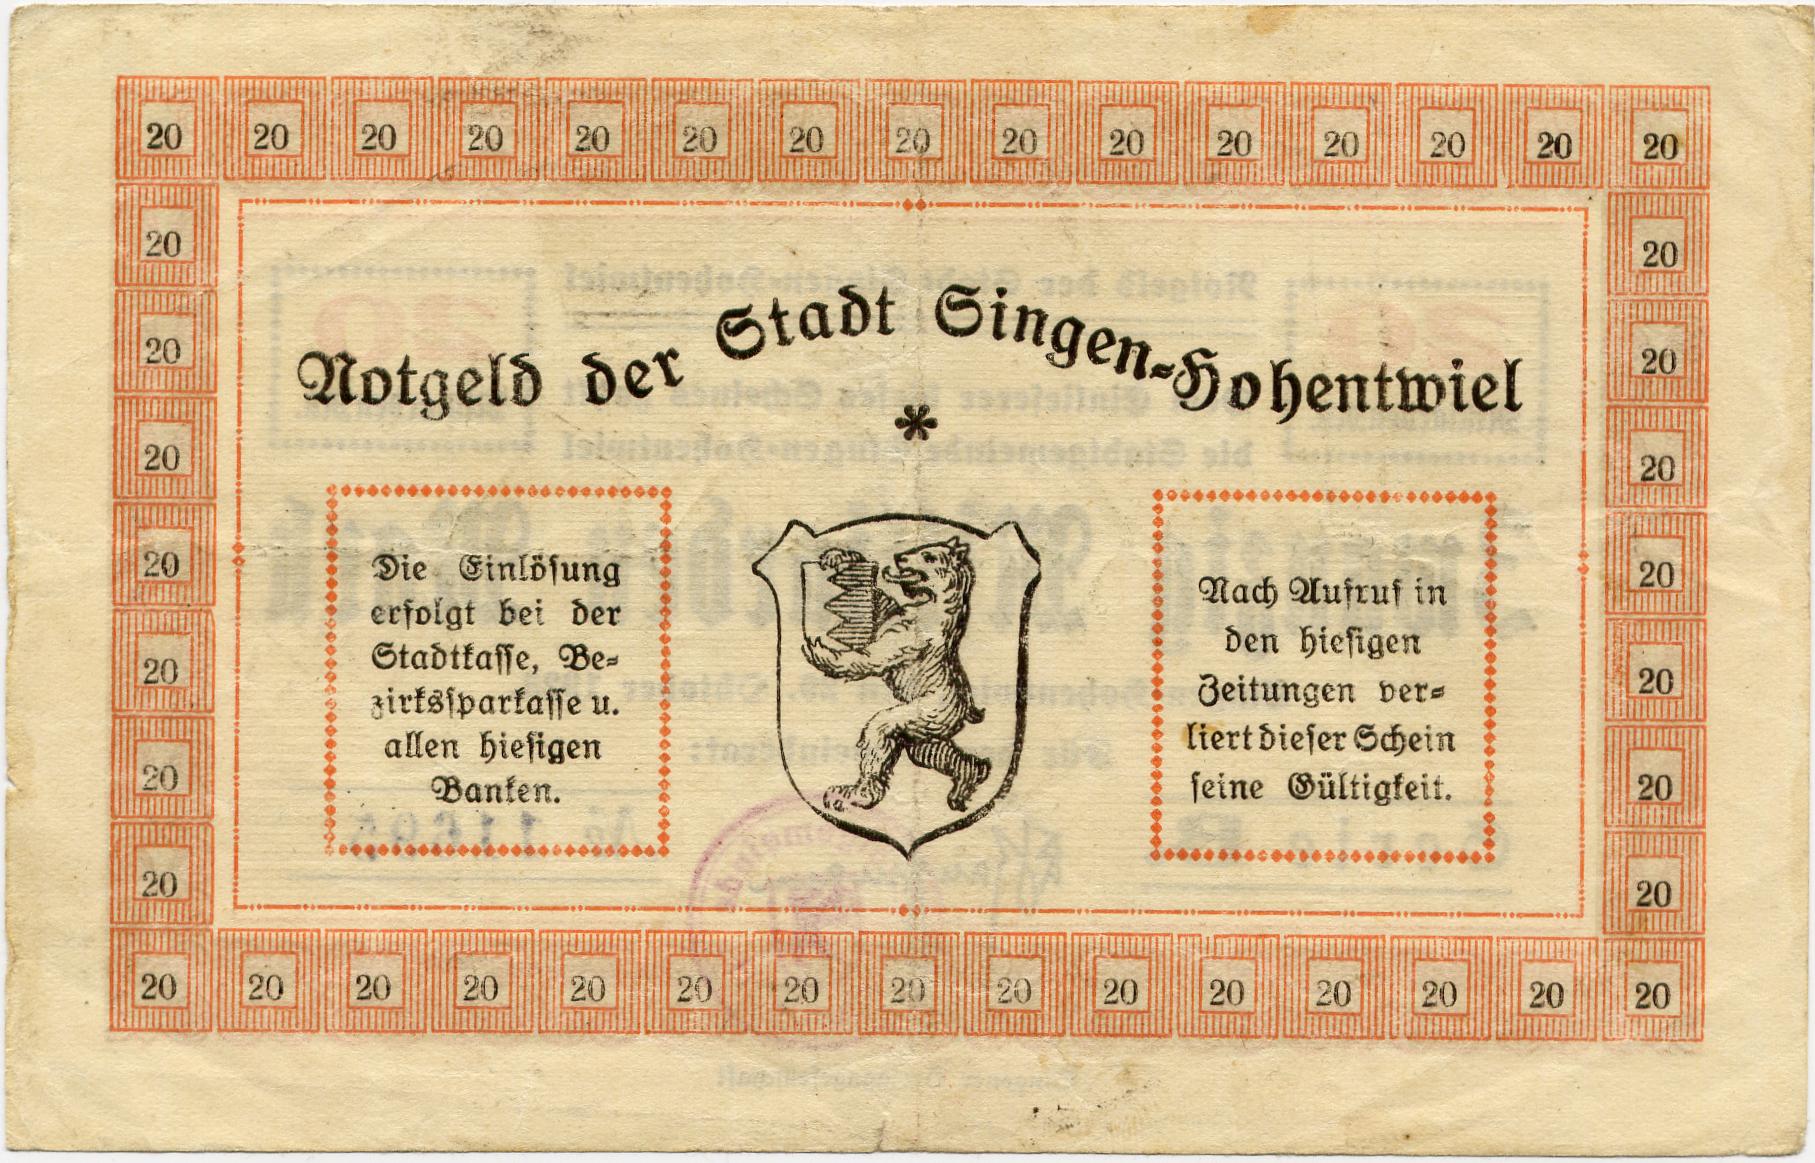 20 20 20 20 20 20 20 20 20 20 20 20 20 20 20
20 20
20 20
20 20
20 20
20 20
20 20
20 20
Notgeld der Stadt Singen-Hohentwiel
*
Die Einlösung
erfolgt bei der
Stadtkasse, Be-
zirkssparkasse u.
allen hiesigen
Banken.
Nach Aufruf in
den hiesigen
Zeitungen ver-
liert dieser Schein
seine Gültigkeit.
20 20 20 20 20 20 20 20 20 20 20 20 20 20 20